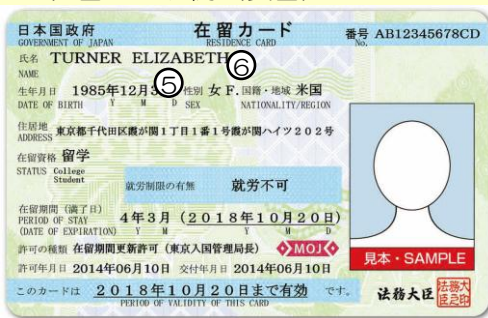 日本国政府 在留カード 番号 AB12345678CD
GOVERNMENT OF JAPAN RESIDENCE CARD No.
氏名 TURNER ELIZABETH ⑥
NAME
生年月日 1985年12月3 ⑤ 性別 女 F. 国籍・地域 米国
DATE OF BIRTH Y M D SEX NATIONALITY/REGION
住居地 東京都千代田区霞が関1丁目1番1号霞が関ハイツ202号
ADDRESS
在留資格 留学
STATUS College
Student
就労制限の有無 就労不可
在留期間(満了日) 4年3月(2018年10月20日)
PERIOD OF STAY
(DATE OF EXPIRATION) Y M Y M D
許可の種類 在留期間更新許可(東京入国管理局長) MOJ
見本・SAMPLE
許可年月日 2014年06月10日 交付年月日 2014年06月10日
このカードは 2018年10月20日まで有効 です。 法務大臣
PERIOD OF VALIDITY OF THIS CARD